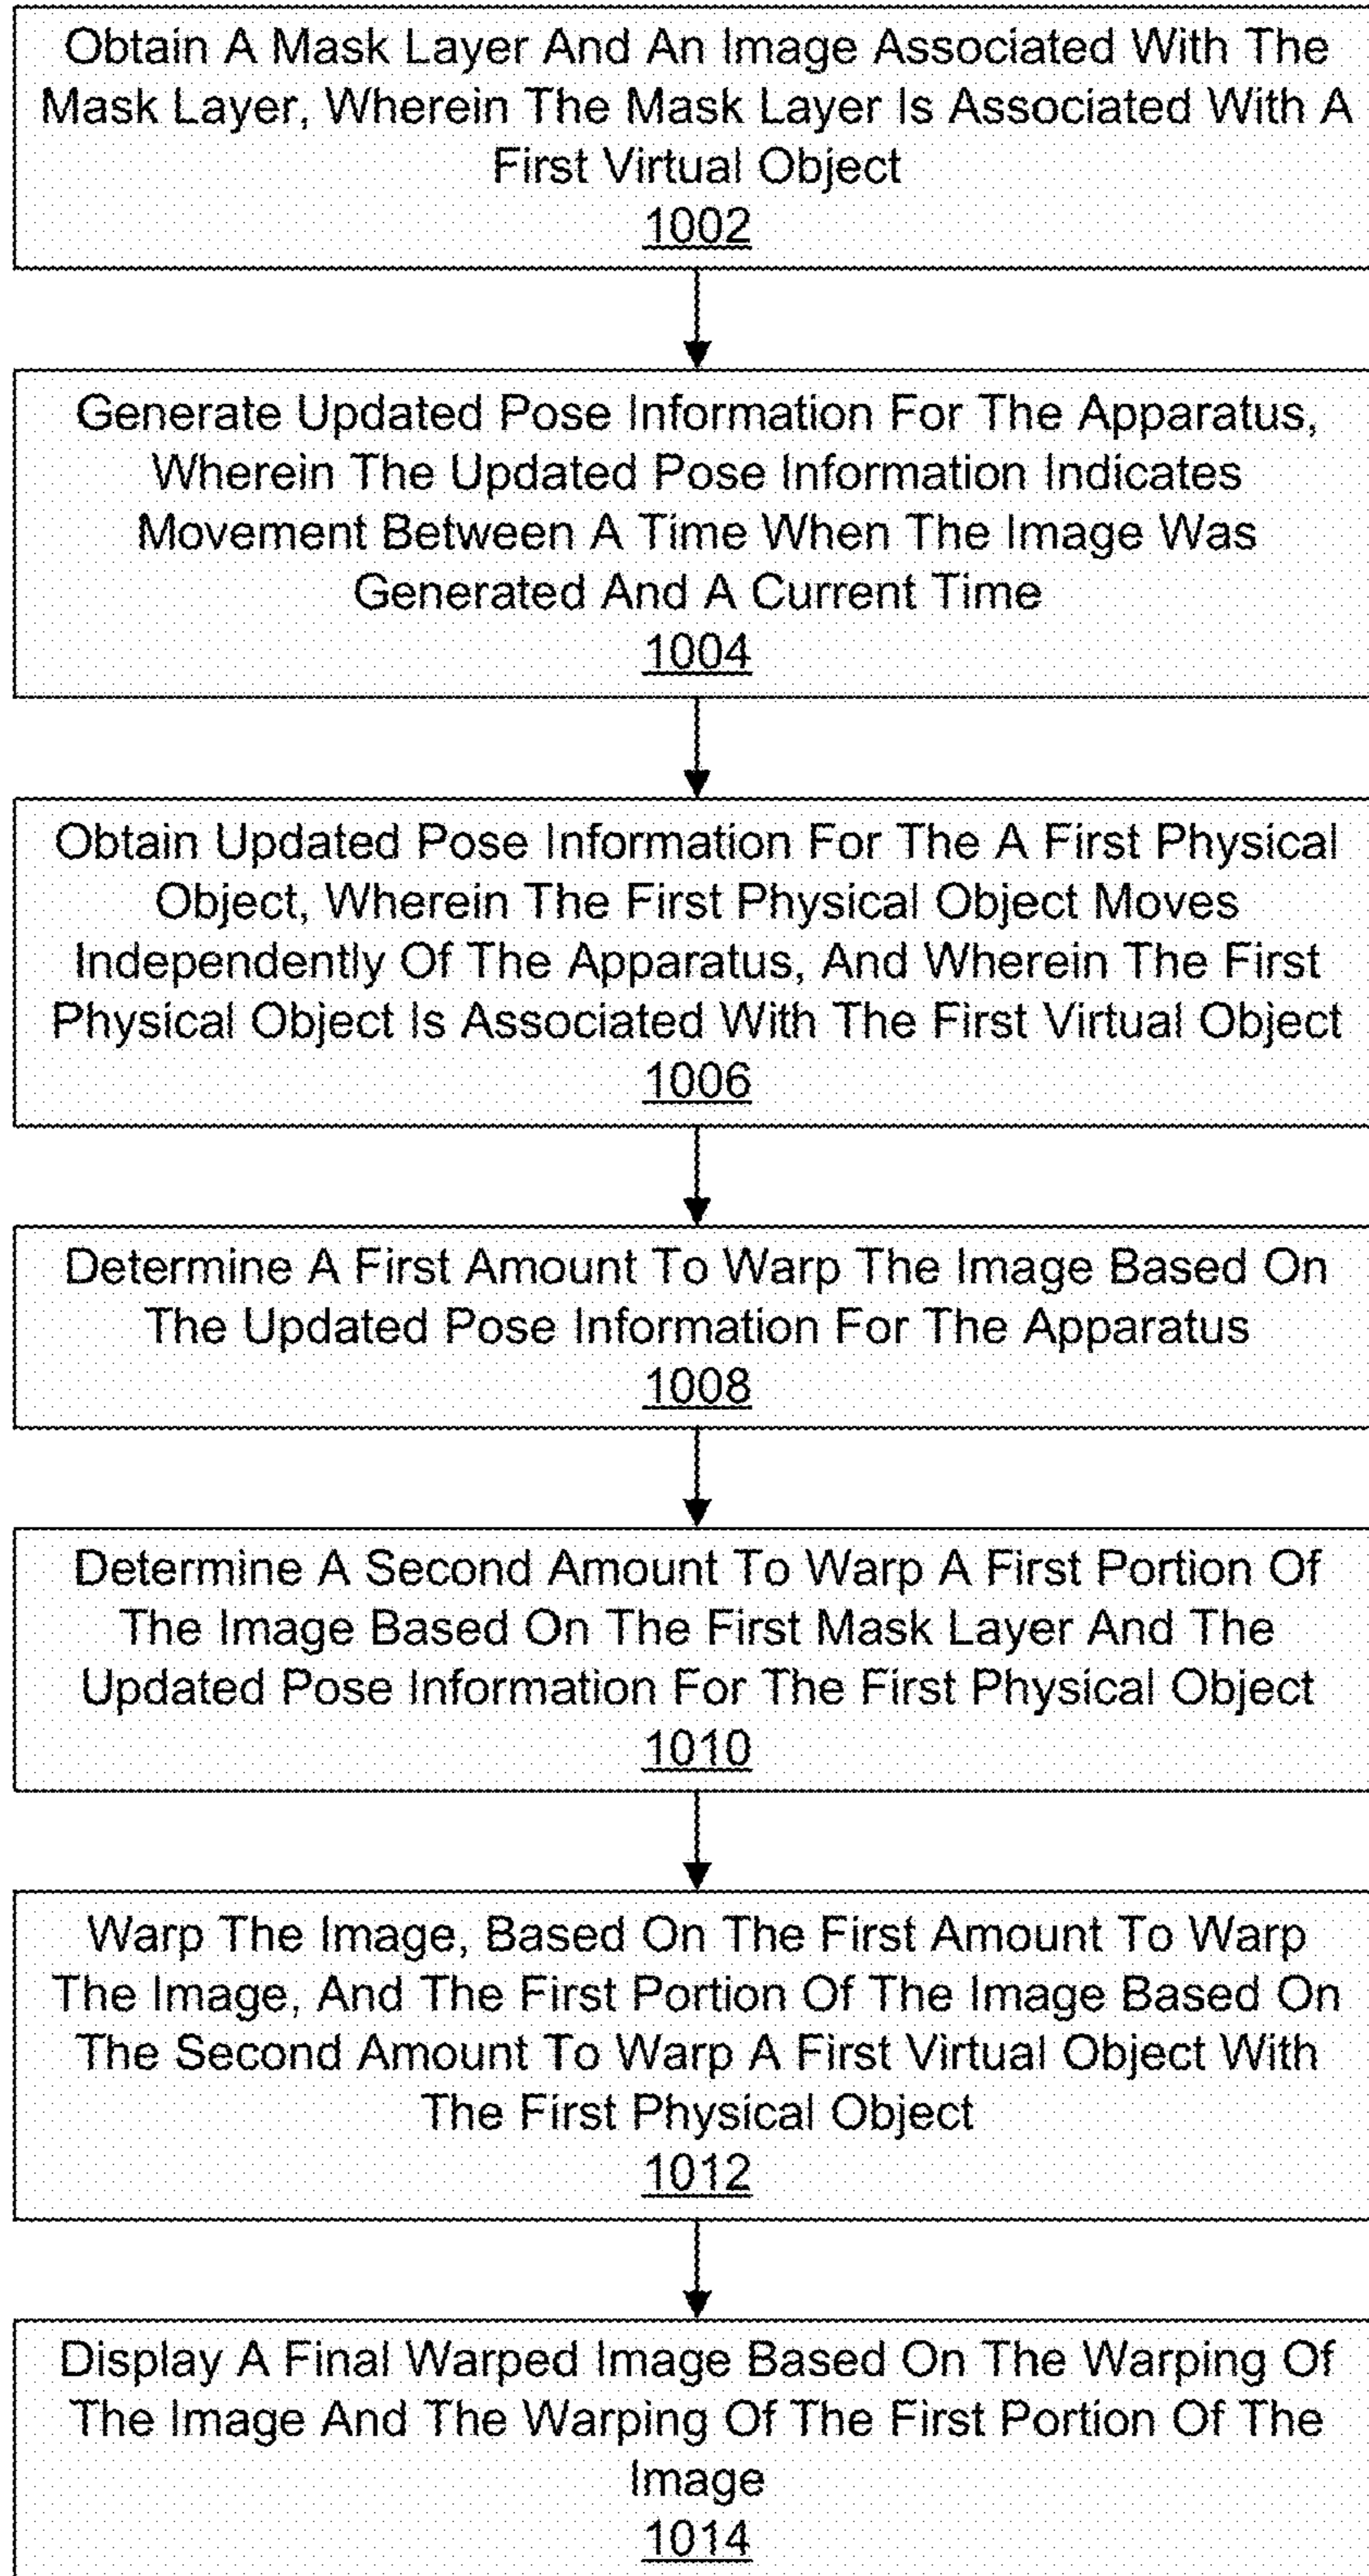 Obtain A Mask Layer And An Image Associated With The
Mask Layer, Wherein The Mask Layer Is Associated With A
First Virtual Object
1002
Generate Updated Pose Information For The Apparatus,
Wherein The Updated Pose Information Indicates
Movement Between A Time When The Image Was
Generated And A Current Time
1004
Obtain Updated Pose Information For The A First Physical
Object, Wherein The First Physical Object Moves
Independently Of The Apparatus, And Wherein The First
Physical Object Is Associated With The First Virtual Object
1006
Determine A First Amount To Warp The Image Based On
The Updated Pose Information For The Apparatus
1008
Determine A Second Amount To Warp A First Portion Of
The Image Based On The First Mask Layer And The
Updated Pose Information For The First Physical Object
1010
Warp The Image, Based On The First Amount To Warp
The Image, And The First Portion Of The Image Based On
The Second Amount To Warp A First Virtual Object With
The First Physical Object
1012
Display A Final Warped Image Based On The Warping Of
The Image And The Warping Of The First Portion Of The
Image
1014